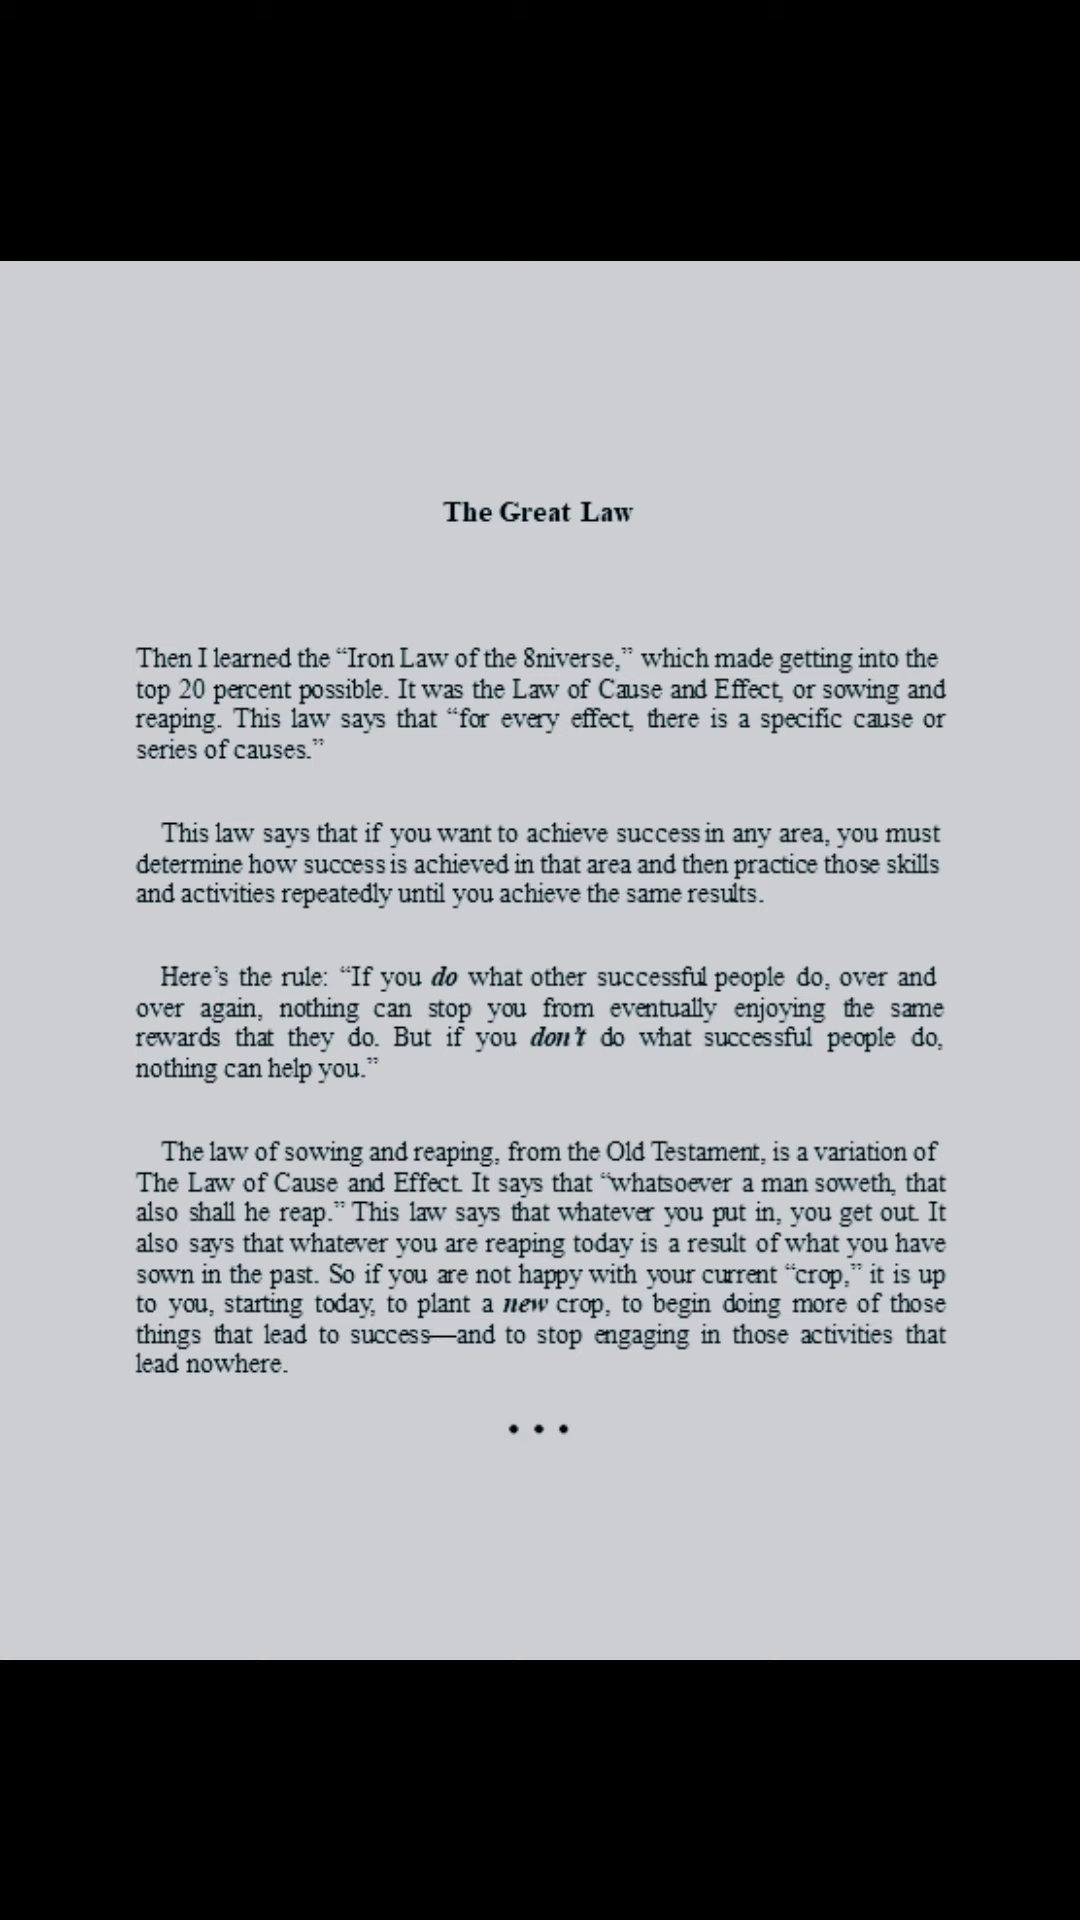 The Great Law
Then I learned the “Iron Law of the 8niverse,” which made getting into the
top 20 percent possible. It was the Law of Cause and Effect, or sowing and
reaping. This law says that “for every effect, there is a specific cause or
series of causes.”
This law says that if you want to achieve success in any area, you must
determine how success is achieved in that area and then practice those skills
and activities repeatedly until you achieve the same results.
Here’s the rule: “If you do what other successful people do, over and
over again, nothing can stop you from eventually enjoying the same
rewards that they do. But if you don’t do what successful people do,
nothing can help you.”
The law of sowing and reaping, from the Old Testament, is a variation of
The Law of Cause and Effect. It says that “whatsoever a man soweth, that
also shall he reap.” This law says that whatever you put in, you get out. It
also says that whatever you are reaping today is a result of what you have
sown in the past. So if you are not happy with your current “crop,” it is up
to you, starting today, to plant a new crop, to begin doing more of those
things that lead to success—and to stop engaging in those activities that
lead nowhere.
• • •